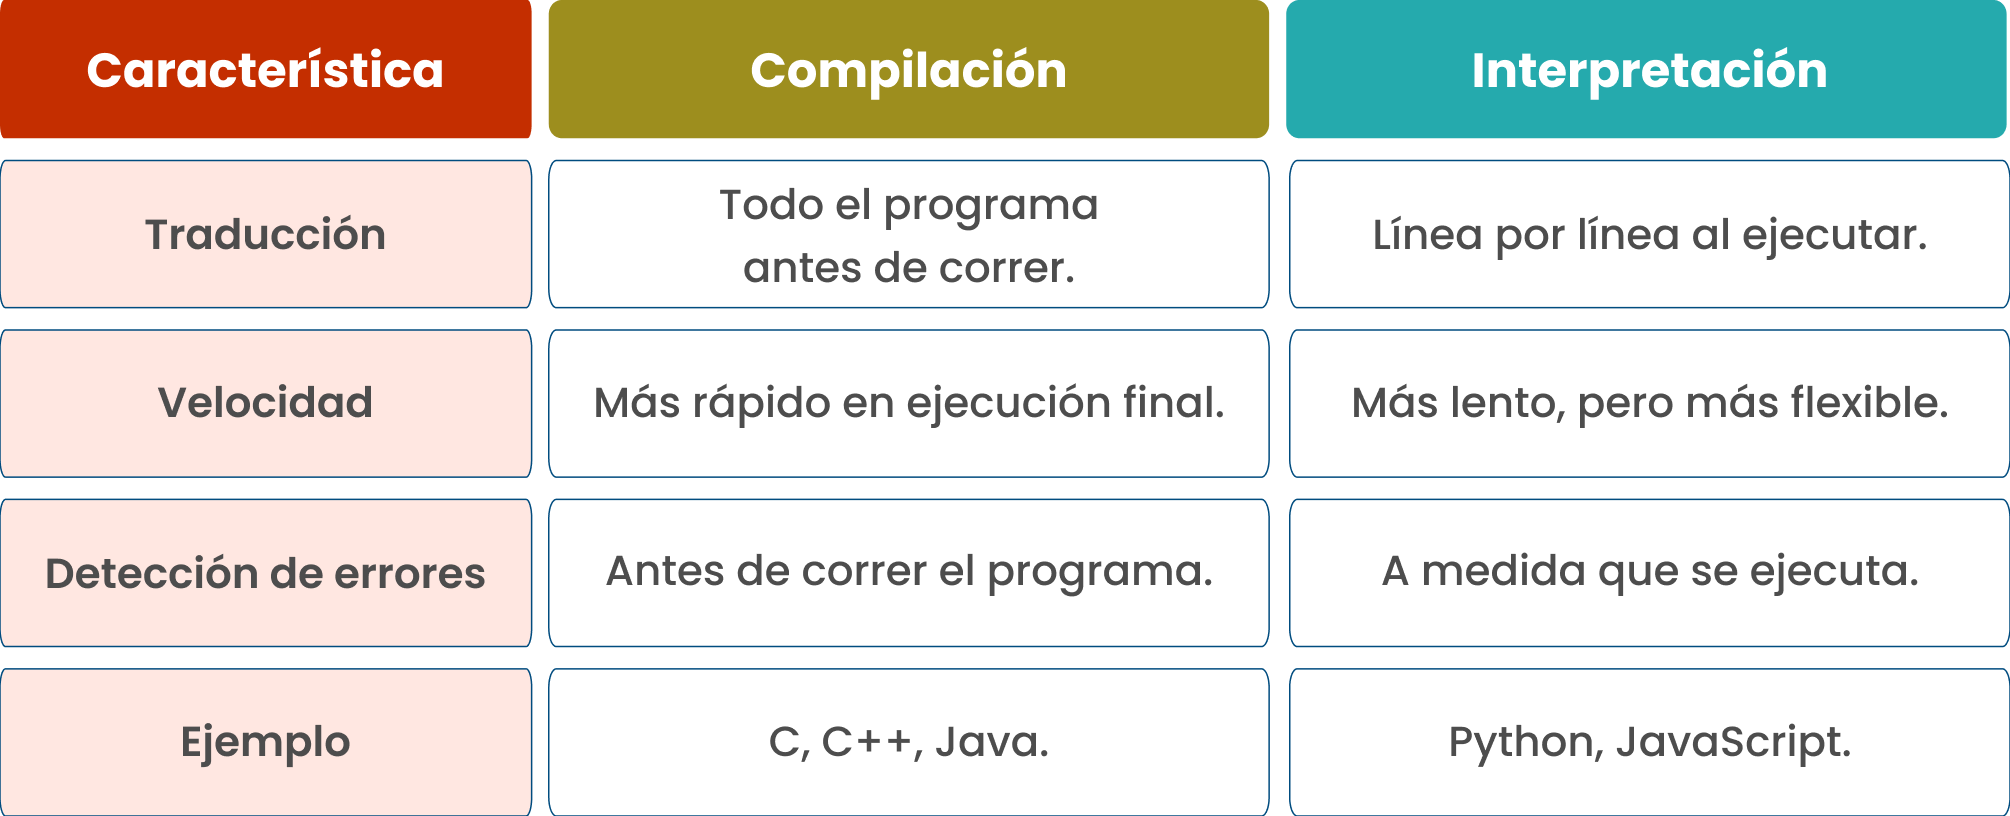 Característica
Compilación
Interpretación
Traducción
Todo el programa
antes de correr.
Línea por línea al ejecutar.
Velocidad
Más rápido en ejecución final.
Más lento, pero más flexible.
Detección de errores
Antes de correr el programa.
A medida que se ejecuta.
Ejemplo
C, C++, Java.
Python, JavaScript.